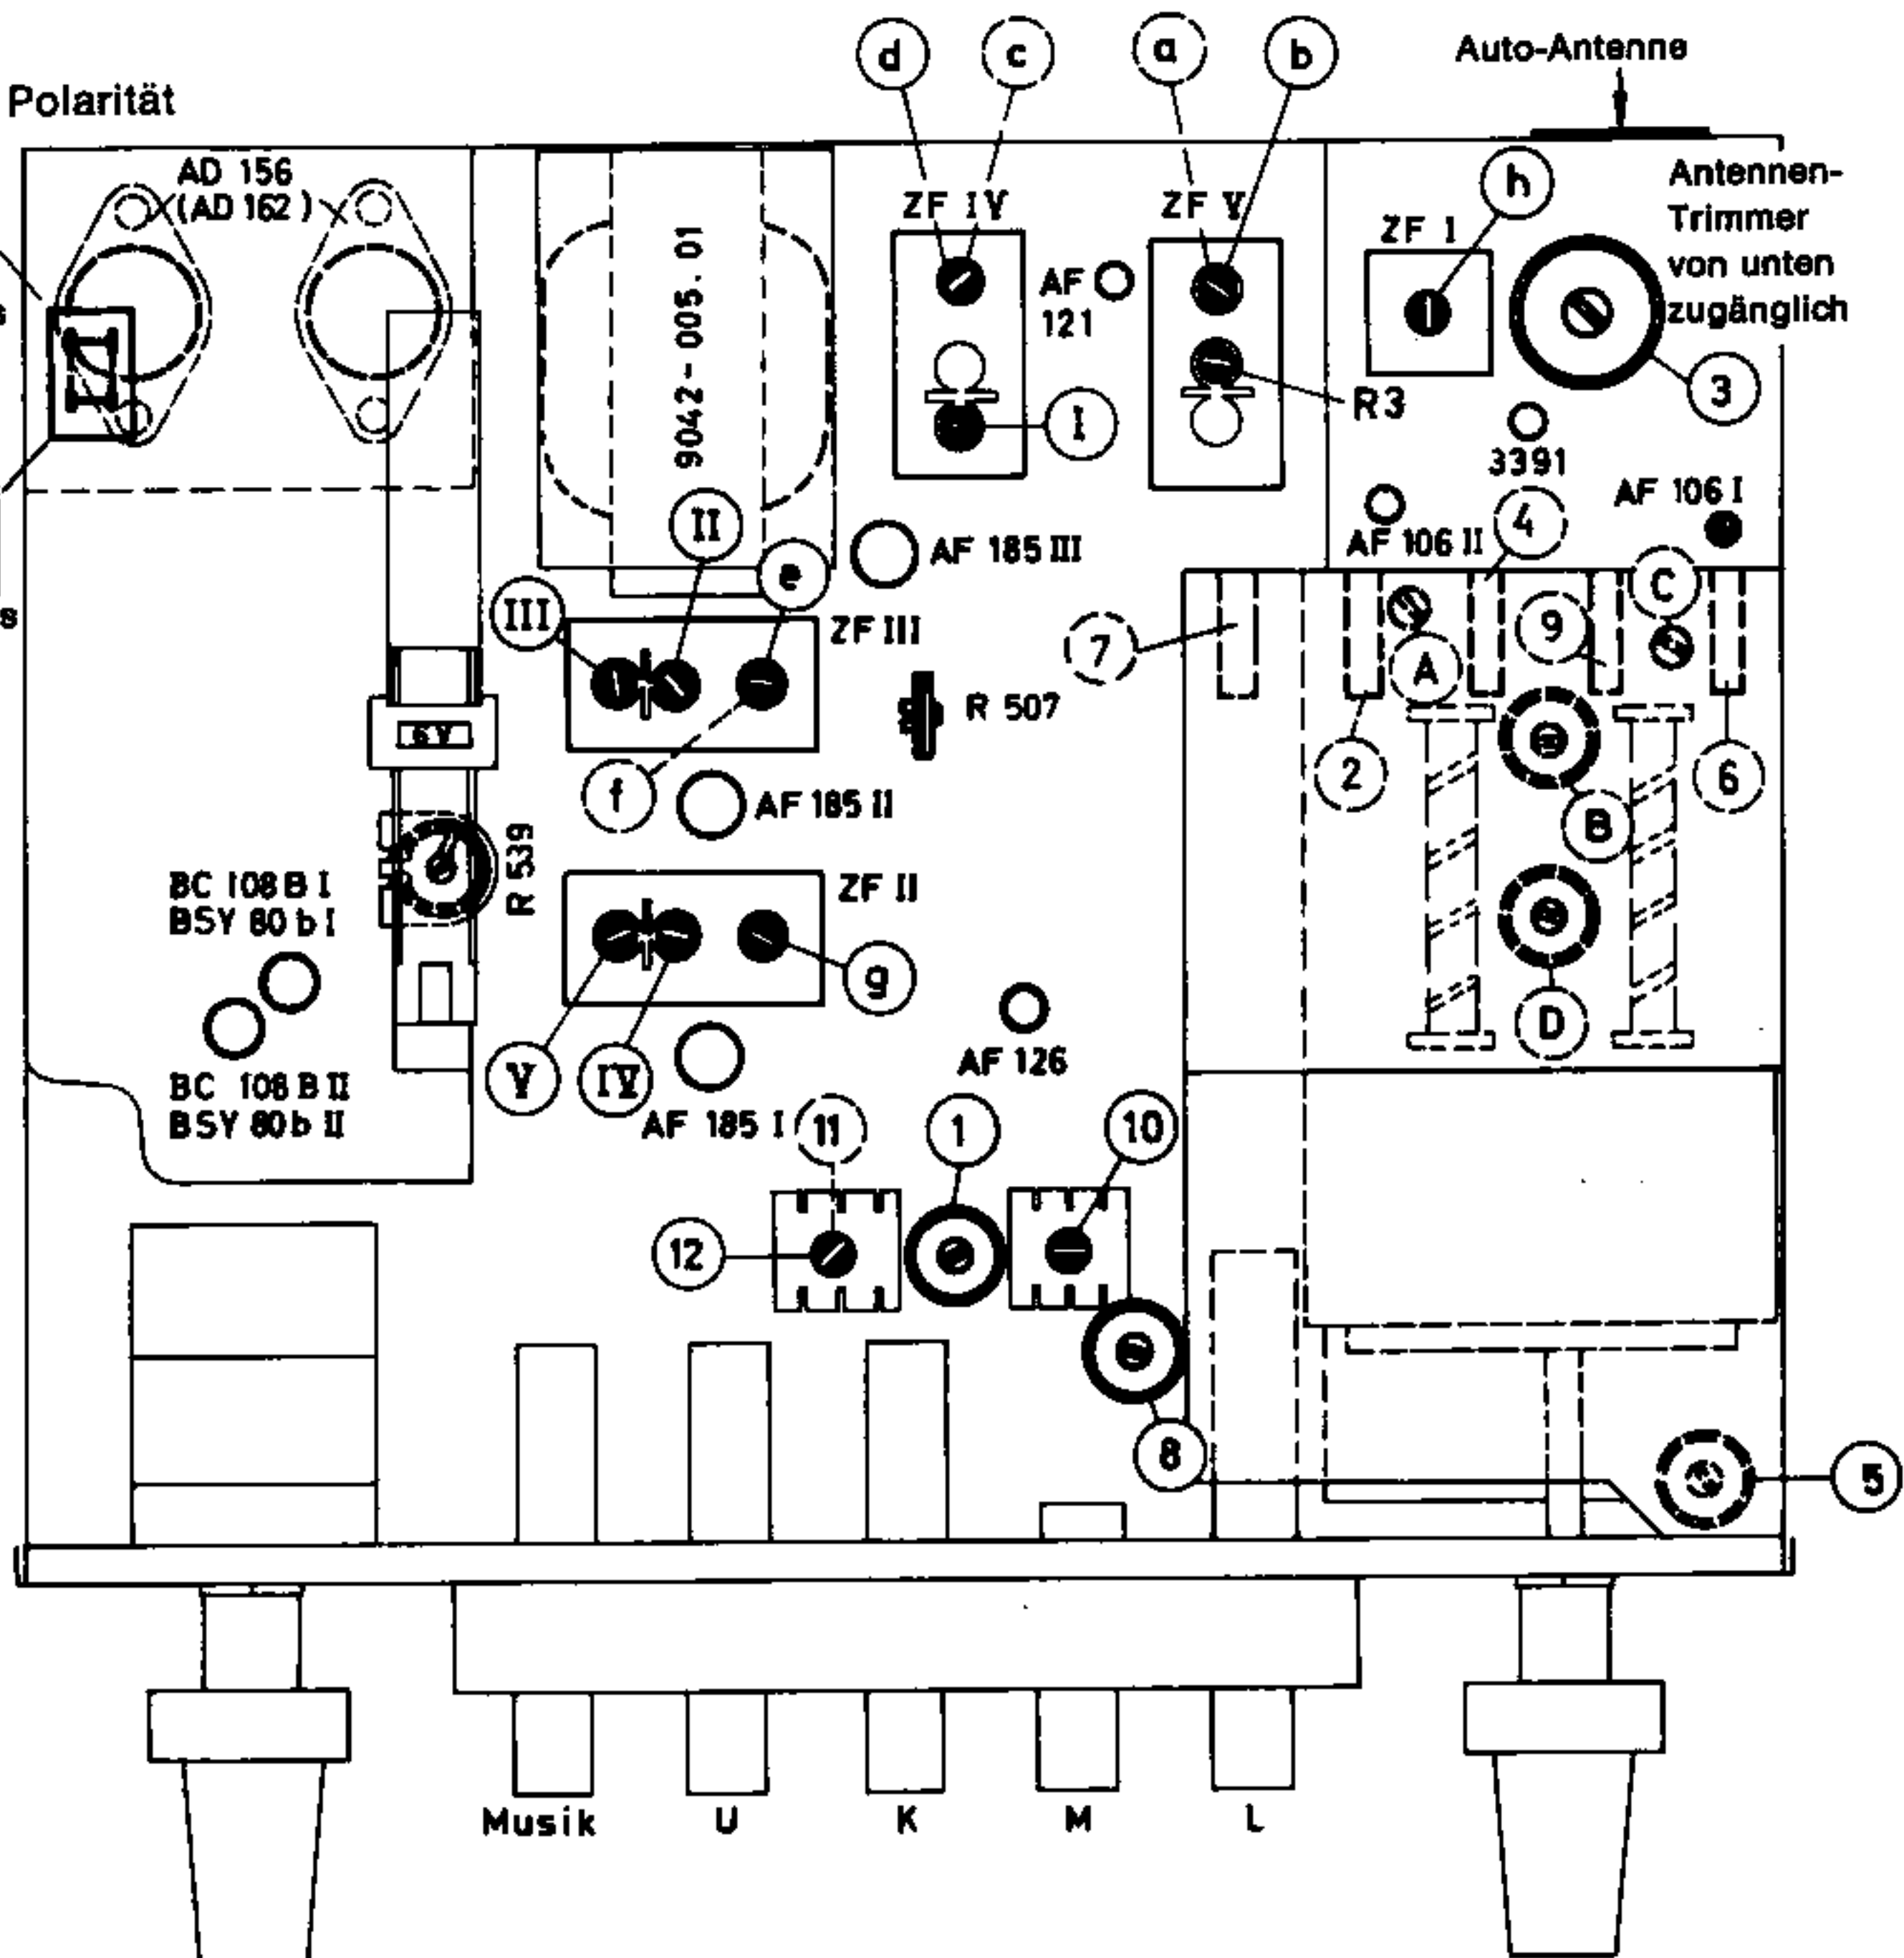 d
c
a
b
Auto-Antenne
Polarität
AD 156
(AD 162)
ZF IV
ZF V
h
Antennen-
Trimmer
von unten
zugänglich
ZF I
AF
121
9042-005.01
I
R3
3
3391
AF 106 I
4
AF 106 II
II
AF 185 III
e
C
s
III
ZF III
7
9
A
R 507
2
6
6V
f
AF 185 II
B
R 539
BC 108 B I
BSY 80 b I
ZF II
g
D
V
IV
AF 126
BC 108 B II
BSY 80 b II
AF 185 I
11
1
10
12
8
5
Musik
U
K
M
L